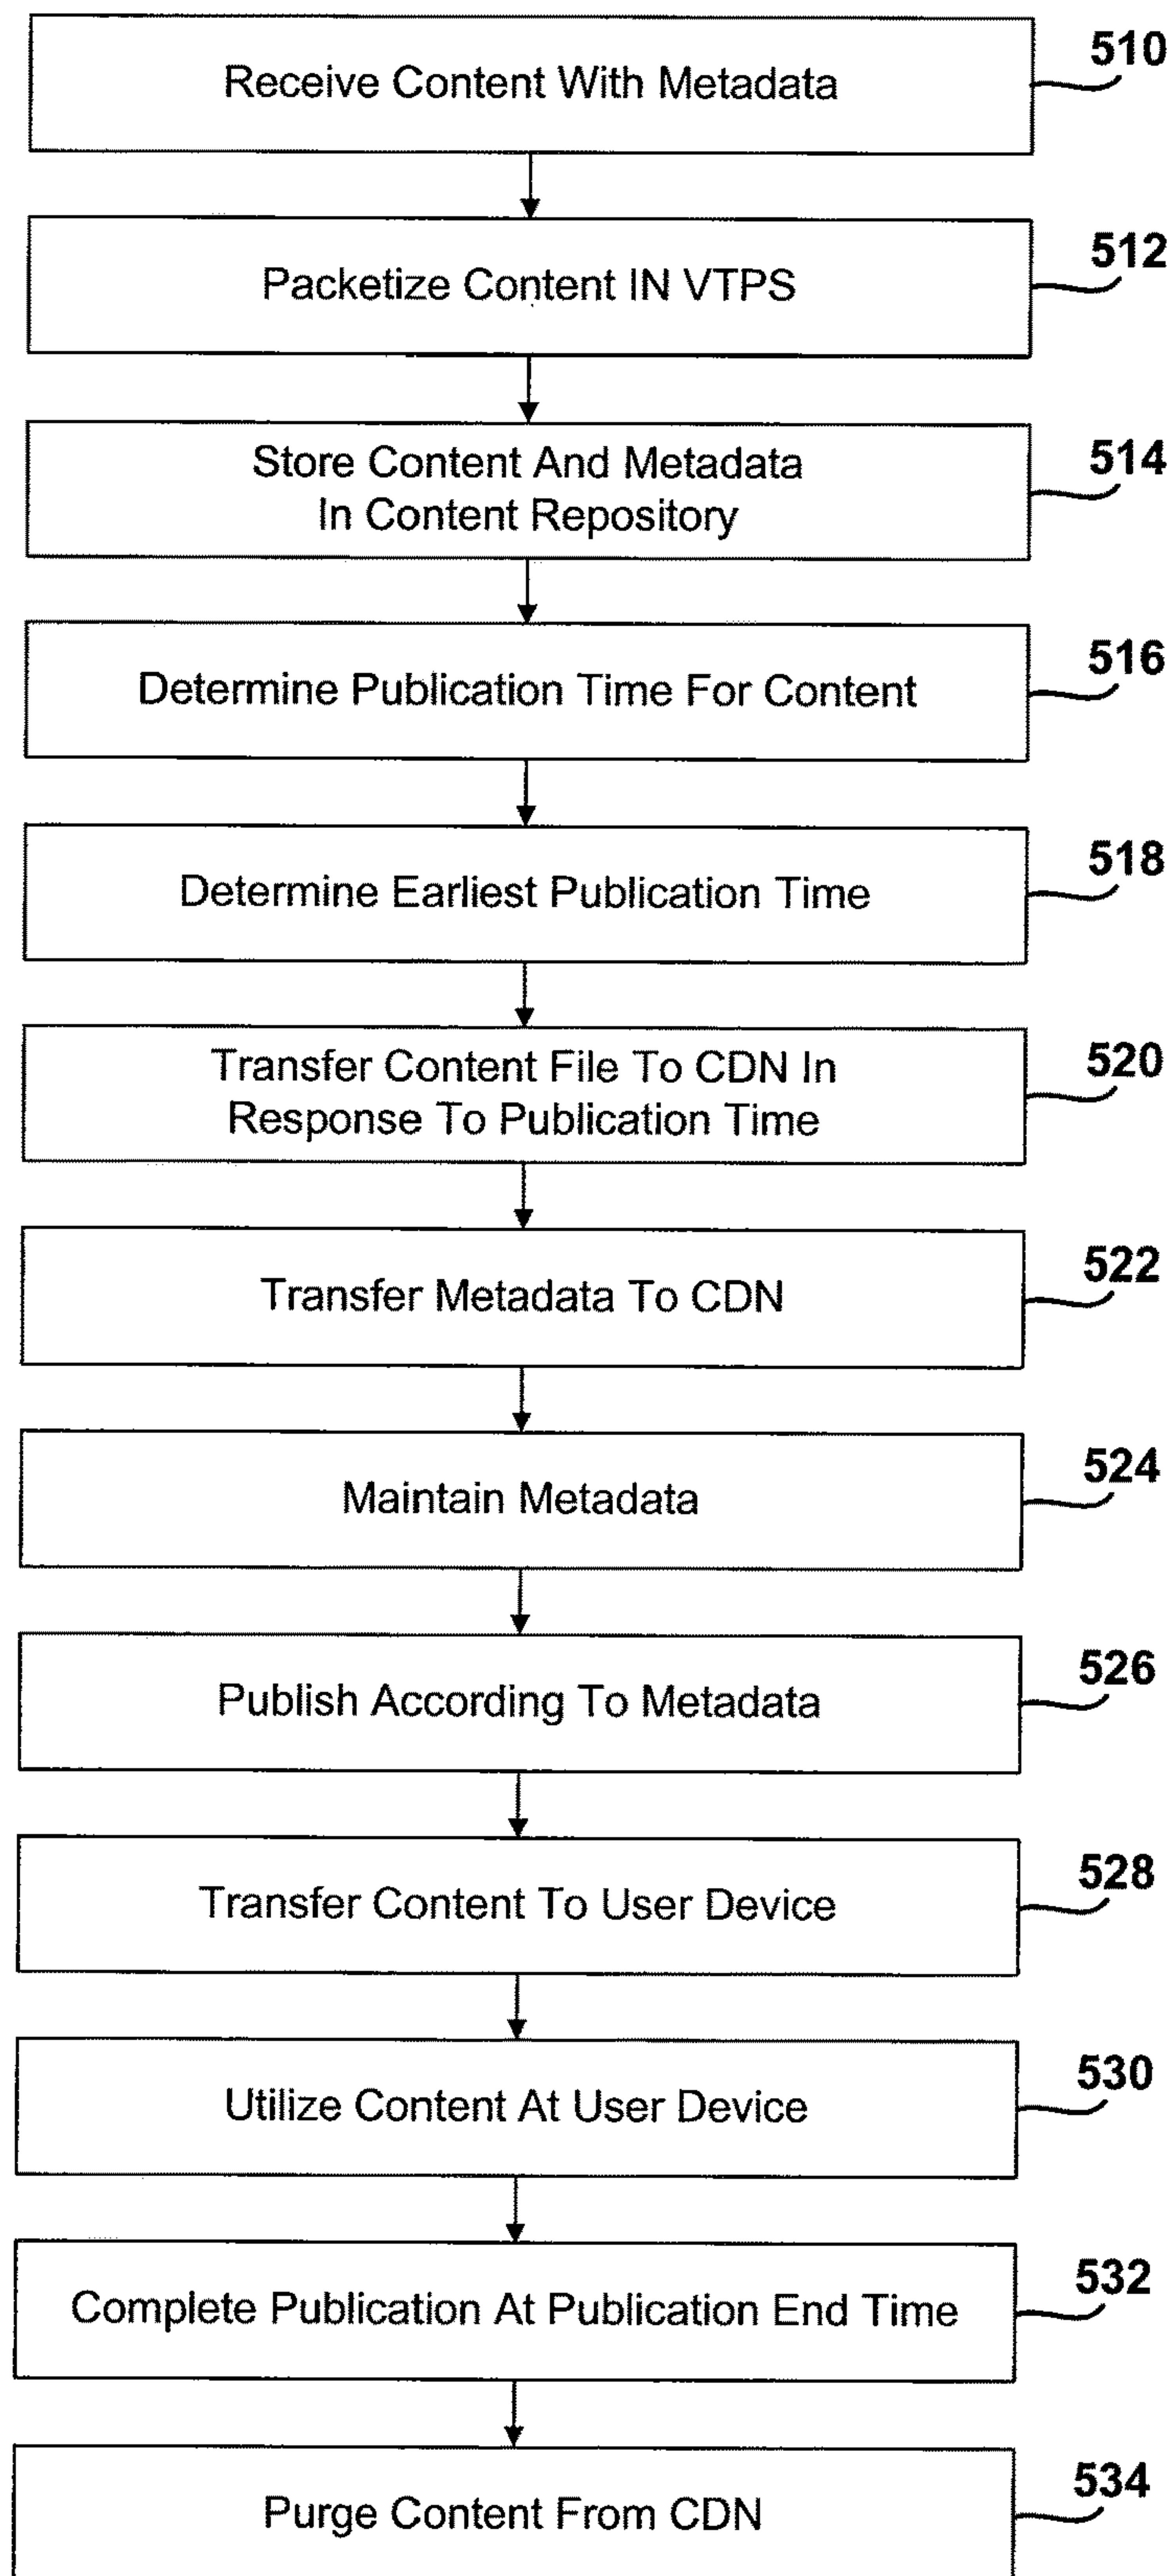 Receive Content With Metadata
510
Packetize Content IN VTPS
512
Store Content And Metadata
In Content Repository
514
Determine Publication Time For Content
516
Determine Earliest Publication Time
518
Transfer Content File To CDN In
Response To Publication Time
520
Transfer Metadata To CDN
522
Maintain Metadata
524
Publish According To Metadata
526
Transfer Content To User Device
528
Utilize Content At User Device
530
Complete Publication At Publication End Time
532
Purge Content From CDN
534